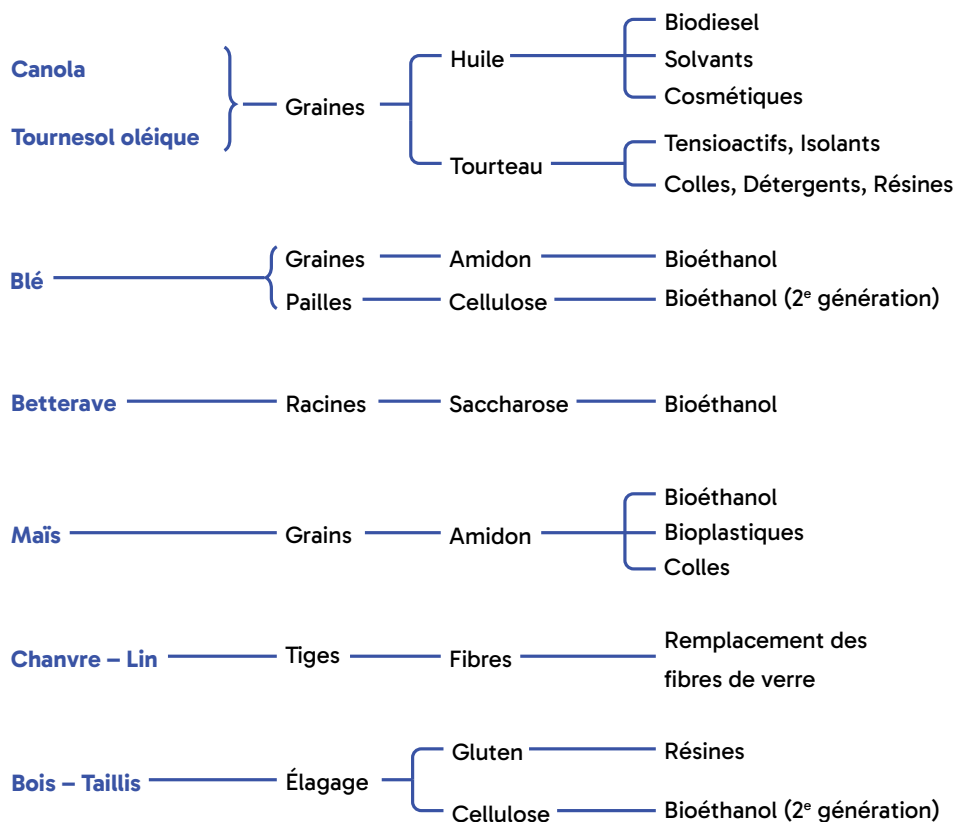 Canola
Tournesol oléique
Graines
Huile
Biodiesel
Solvants
Cosmétiques
Tourteau
Tensioactifs, Isolants
Colles, Détergents, Résines
Blé
Graines
Amidon
Bioéthanol
Pailles
Cellulose
Bioéthanol (2e génération)
Betterave
Racines
Saccharose
Bioéthanol
Maïs
Grains
Amidon
Bioéthanol
Bioplastiques
Colles
Chanvre – Lin
Tiges
Fibres
Remplacement des
fibres de verre
Bois – Taillis
Élagage
Gluten
Résines
Cellulose
Bioéthanol (2e génération)